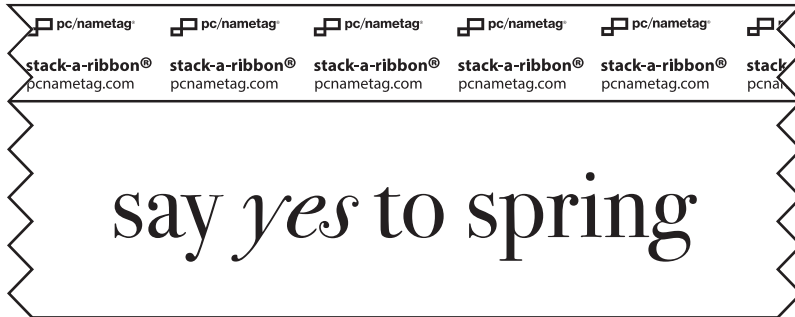 pc/nametag® pc/nametag® pc/nametag® pc/nametag® pc/nametag®
stack-a-ribbon® stack-a-ribbon® stack-a-ribbon® stack-a-ribbon® stack-a-ribbon® stack
pcnametag.com pcnametag.com pcnametag.com pcnametag.com pcnametag.com
say yes to spring